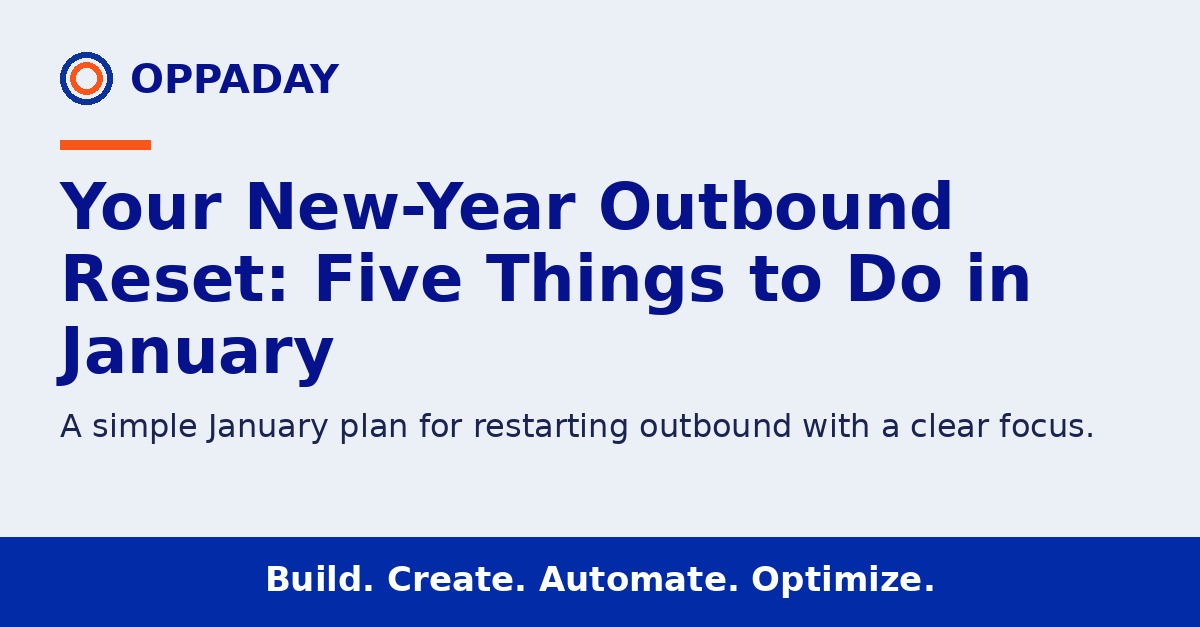 OPPADAY
Your New-Year Outbound
Reset: Five Things to Do in
January
A simple January plan for restarting outbound with a clear focus.
Build. Create. Automate. Optimize.